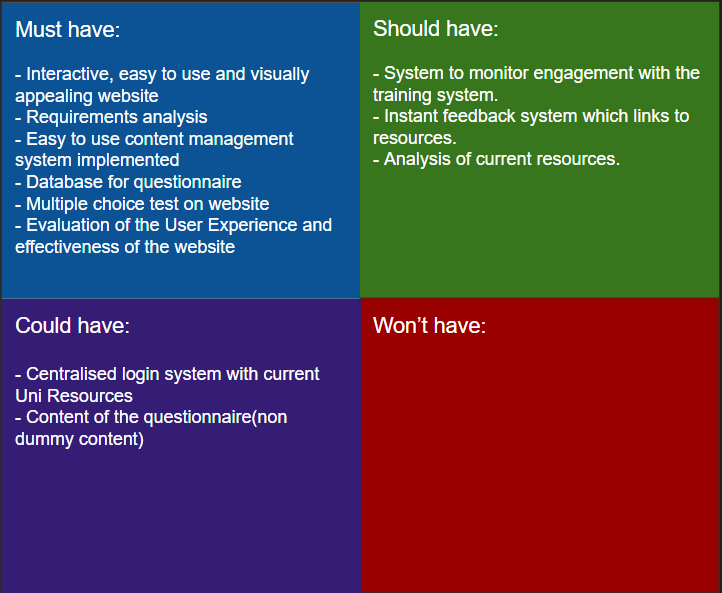 Must have:
- Interactive, easy to use and visually
appealing website
- Requirements analysis
- Easy to use content management
system implemented
- Database for questionnaire
- Multiple choice test on website
- Evaluation of the User Experience and
effectiveness of the website
Should have:
- System to monitor engagement with the
training system.
- Instant feedback system which links to
resources.
- Analysis of current resources.
Could have:
- Centralised login system with current
Uni Resources
- Content of the questionnaire(non
dummy content)
Won’t have: